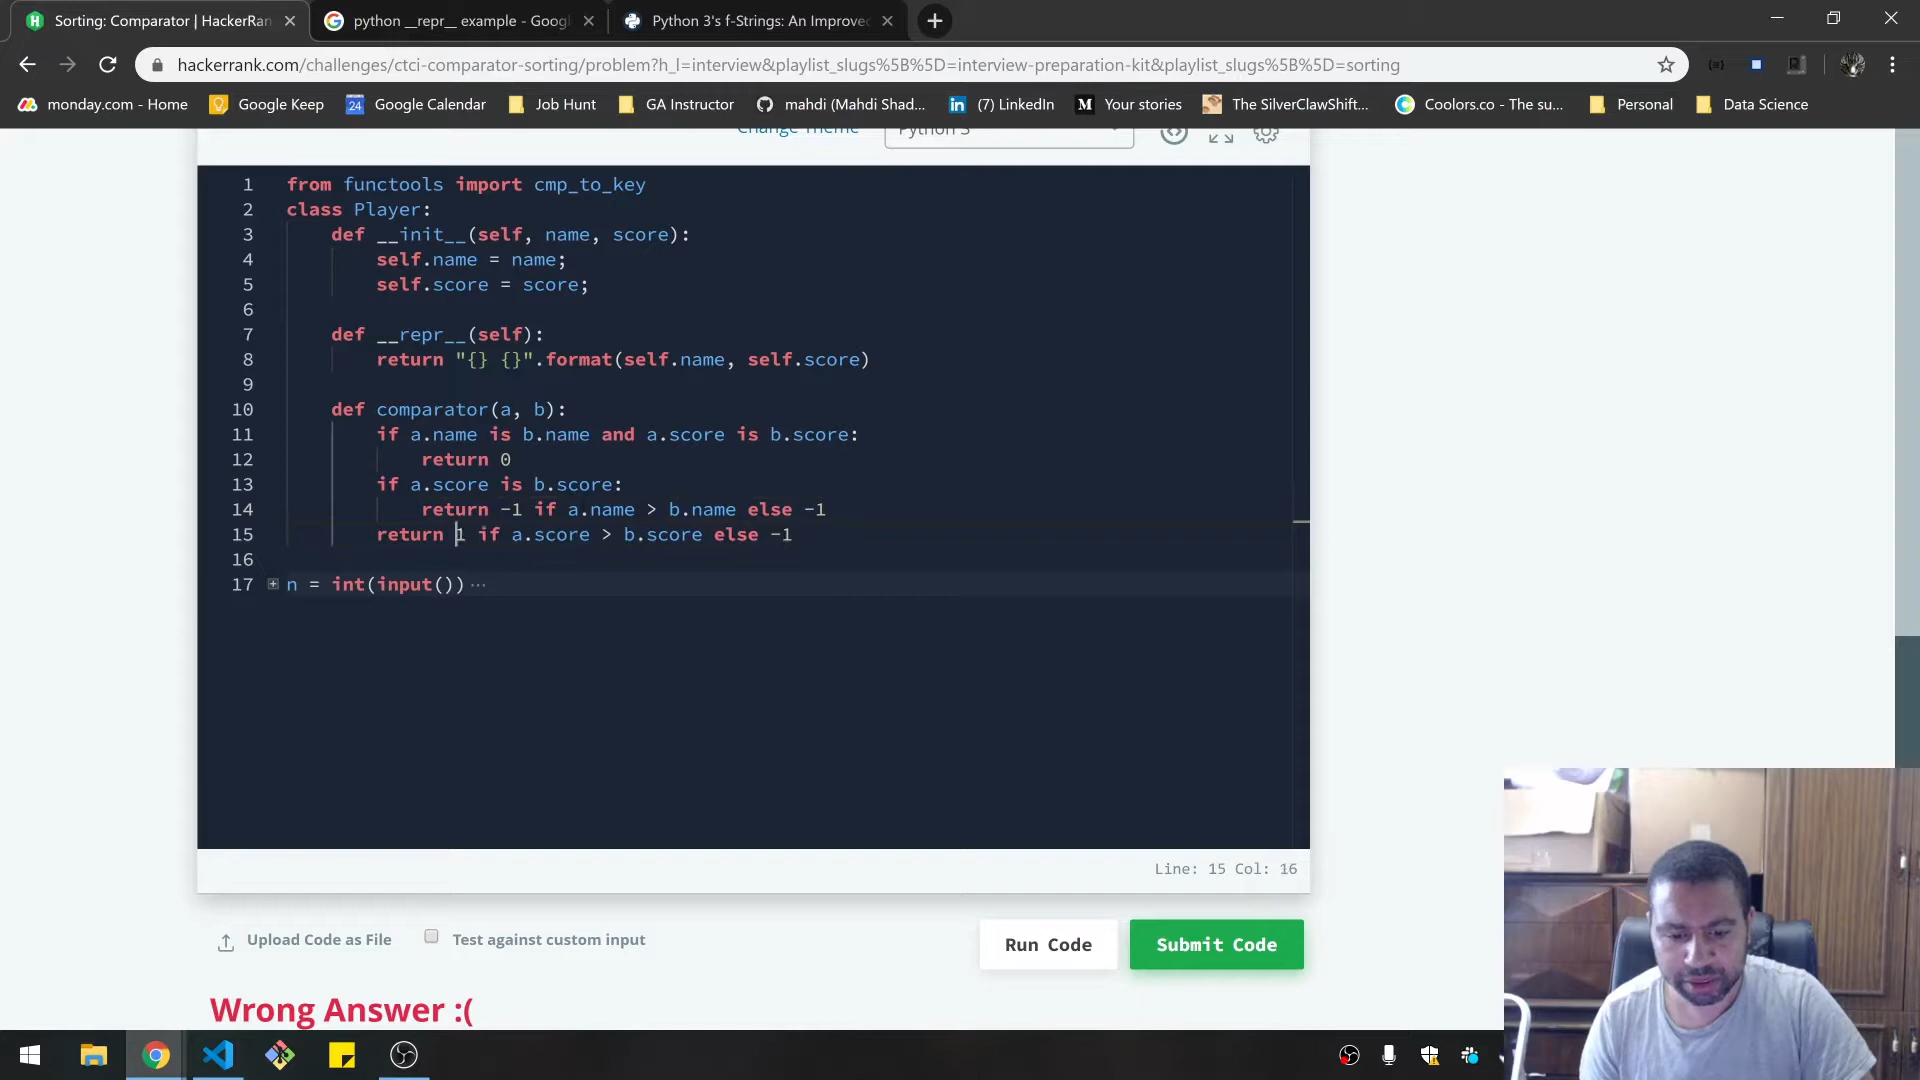 Sorting: Comparator | HackerRan
python __repr__ example - Goog
Python 3's f-Strings: An Improve
hackerrank.com/challenges/ctci-comparator-sorting/problem?h_l=interview&playlist_slugs%5B%5D=interview-preparation-kit&playlist_slugs%5B%5D=sorting
monday.com - Home
Google Keep
24 Google Calendar
Job Hunt
GA Instructor
mahdi (Mahdi Shad...
in (7) LinkedIn
M Your stories
The SilverClawShift...
Coolors.co - The su...
Personal
Data Science
Change Theme
Python 3
1 from functools import cmp_to_key
2 class Player:
3 def __init__(self, name, score):
4 self.name = name;
5 self.score = score;
6
7 def __repr__(self):
8 return "{} {}".format(self.name, self.score)
9
10 def comparator(a, b):
11 if a.name is b.name and a.score is b.score:
12 return 0
13 if a.score is b.score:
14 return -1 if a.name > b.name else -1
15 return 1 if a.score > b.score else -1
16
17 n = int(input())
Line: 15 Col: 16
Upload Code as File
Test against custom input
Run Code
Submit Code
Wrong Answer :(